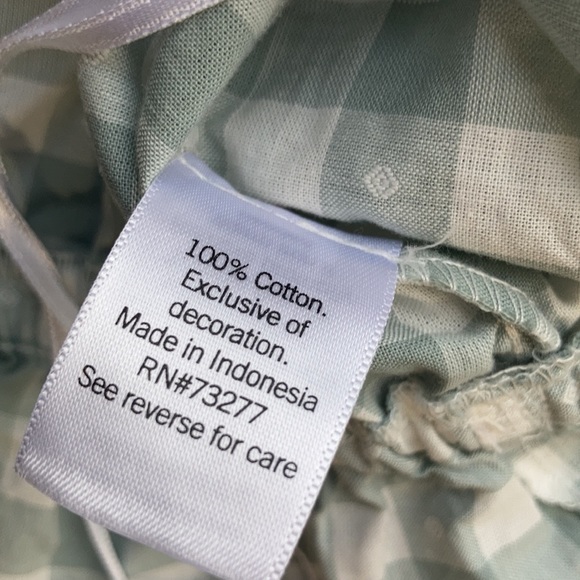 100% Cotton.
Exclusive of
decoration.
Made in Indonesia
RN#73277
See reverse for care